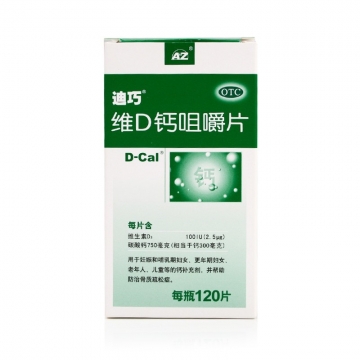 AZ
OTC
迪巧®
维D钙咀嚼片
D-Cal®
钙
每片含
维生素D₃ 100IU(2.5μg)
碳酸钙750毫克(相当于钙300毫克)
用于妊娠和哺乳期妇女、更年期妇女、
老年人、儿童等的钙补充剂，并帮助
防治骨质疏松症。
每瓶120片